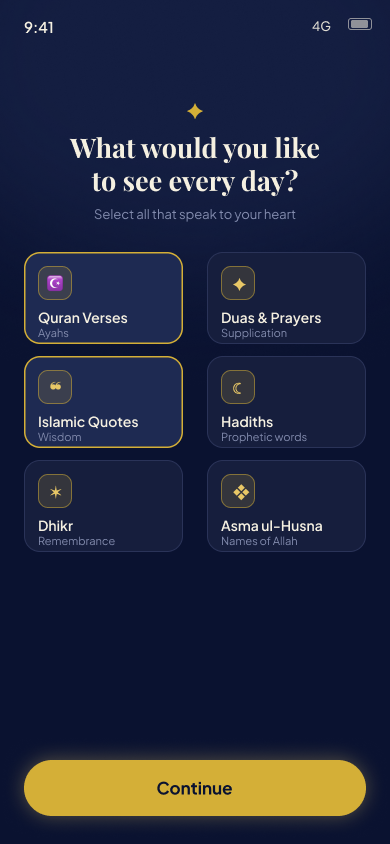 9:41
4G
What would you like
to see every day?
Select all that speak to your heart
Quran Verses
Ayahs
Duas & Prayers
Supplication
❝
Islamic Quotes
Wisdom
Hadiths
Prophetic words
Dhikr
Remembrance
Asma ul-Husna
Names of Allah
Continue